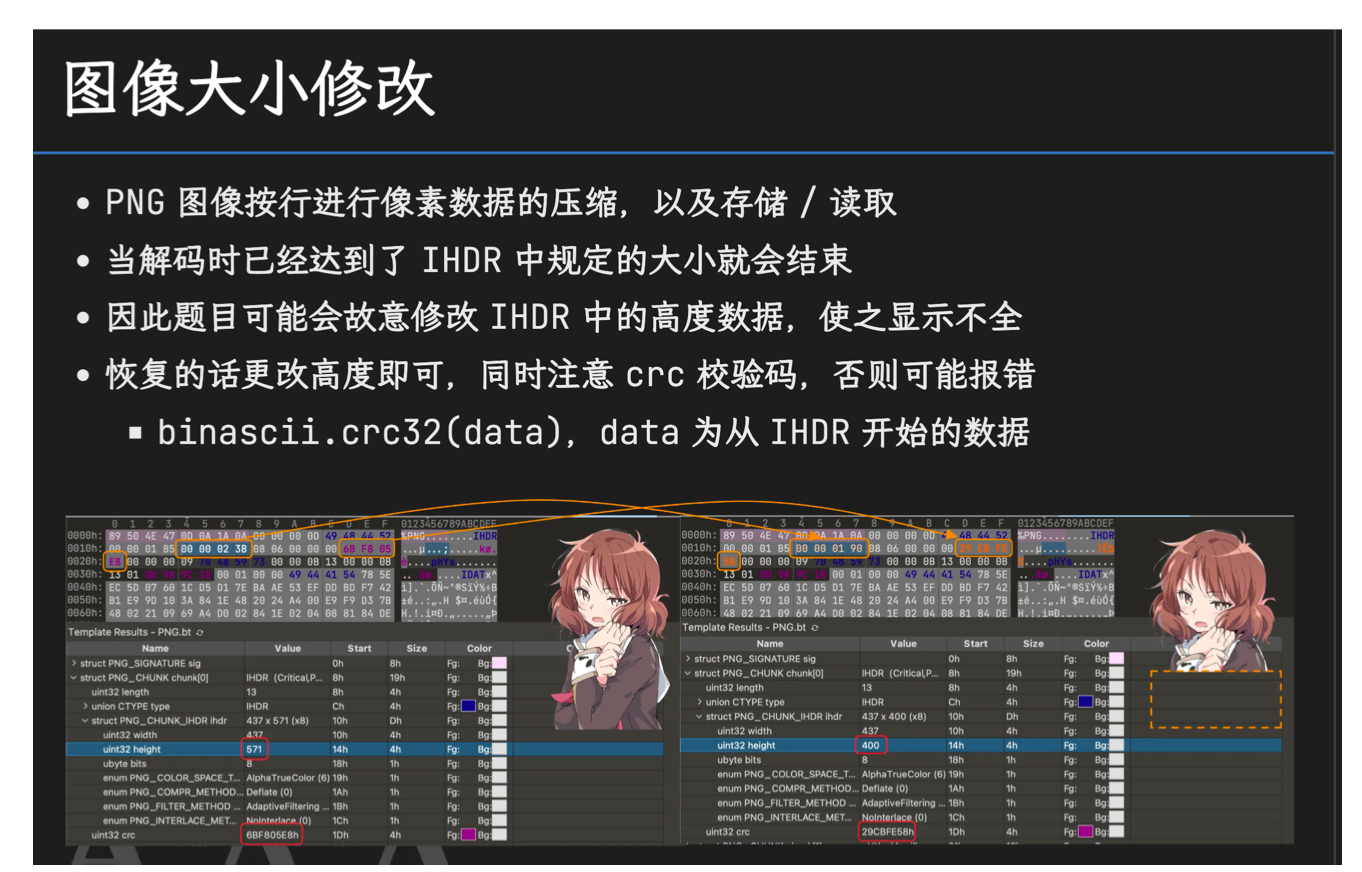 图像大小修改
PNG 图像按行进行像素数据的压缩，以及存储 / 读取
当解码时已经达到了 IHDR 中规定的大小就会结束
因此题目可能会故意修改 IHDR 中的高度数据，使之显示不全
恢复的话更改高度即可，同时注意 crc 校验码，否则可能报错
binascii.crc32(data)，data 为从 IHDR 开始的数据
0 1 2 3 4 5 6 7 8 9 A B C D E F 0123456789ABCDEF
0000h: 89 50 4E 47 0D 0A 1A 0A 00 00 00 0D 49 48 44 52 ‰PNG........IHDR
0010h: 00 00 01 B5 00 00 02 3B 08 06 00 00 00 6B F8 05
0020h: E8 00 00 00 09 70 48 59 73 00 00 0B 13 00 00 0B
0030h: 13 01 00 9A 9C 18 00 01 00 00 49 44 41 54 78 5E
0040h: EC 5D 07 60 1C D5 D1 7E BA AE 53 EF DD BD F7 42
0050h: B1 E9 9D 10 3A 84 1E 48 20 24 A4 00 E9 F9 D3 7B
0060h: 48 02 21 09 69 A4 D0 02 84 1E 02 04 08 81 84 DE
Template Results - PNG.bt
Name Value Start Size Color
struct PNG_SIGNATURE sig 0h 8h Fg: Bg:
struct PNG_CHUNK chunk[0] IHDR (Critical,P... 8h 19h Fg: Bg:
uint32 length 13 8h 4h Fg: Bg:
union CTYPE type IHDR Ch 4h Fg: Bg:
struct PNG_CHUNK_IHDR ihdr 437 x 571 (x8) 10h Dh Fg: Bg:
uint32 width 437 10h 4h Fg: Bg:
uint32 height 571 14h 4h Fg: Bg:
ubyte bits 8 18h 1h Fg: Bg:
enum PNG_COLOR_SPACE_T... AlphaTrueColor (6) 19h 1h Fg: Bg:
enum PNG_COMPR_METHOD... Deflate (0) 1Ah 1h Fg: Bg:
enum PNG_FILTER_METHOD ... AdaptiveFiltering ... 1Bh 1h Fg: Bg:
enum PNG_INTERLACE_MET... NoInterlace (0) 1Ch 1h Fg: Bg:
uint32 crc 6BF805E8h 1Dh 4h Fg: Bg:
0 1 2 3 4 5 6 7 8 9 A B C D E F 0123456789ABCDEF
0000h: 89 50 4E 47 0D 0A 1A 0A 00 00 00 48 44 52 ‰PNG........IHDR
0010h: 00 00 01 B5 00 00 01 90 08 06 00 00 00 29 CB FE
0020h: 58 00 00 00 09 70 48 59 73 00 00 0B 13 00 00 0B
0030h: 13 01 00 9A 9C 18 00 01 00 00 49 44 41 54 78 5E
0040h: EC 5D 07 60 1C D5 D1 7E BA AE 53 EF DD BD F7 42
0050h: B1 E9 9D 10 3A 84 1E 48 20 24 A4 00 E9 F9 D3 7B
0060h: 48 02 21 09 69 A4 D0 02 84 1E 02 04 08 81 84 DE
Template Results - PNG.bt
Name Value Start Size Color
struct PNG_SIGNATURE sig 0h 8h Fg: Bg:
struct PNG_CHUNK chunk[0] IHDR (Critical,P... 8h 19h Fg: Bg:
uint32 length 13 8h 4h Fg: Bg:
union CTYPE type IHDR Ch 4h Fg: Bg:
struct PNG_CHUNK_IHDR ihdr 437 x 400 (x8) 10h Dh Fg: Bg:
uint32 width 437 10h 4h Fg: Bg:
uint32 height 400 14h 4h Fg: Bg:
ubyte bits 8 18h 1h Fg: Bg:
enum PNG_COLOR_SPACE_T... AlphaTrueColor (6) 19h 1h Fg: Bg:
enum PNG_COMPR_METHOD... Deflate (0) 1Ah 1h Fg: Bg:
enum PNG_FILTER_METHOD ... AdaptiveFiltering ... 1Bh 1h Fg: Bg:
enum PNG_INTERLACE_MET... NoInterlace (0) 1Ch 1h Fg: Bg:
uint32 crc 29CBFE58h 1Dh 4h Fg: Bg: